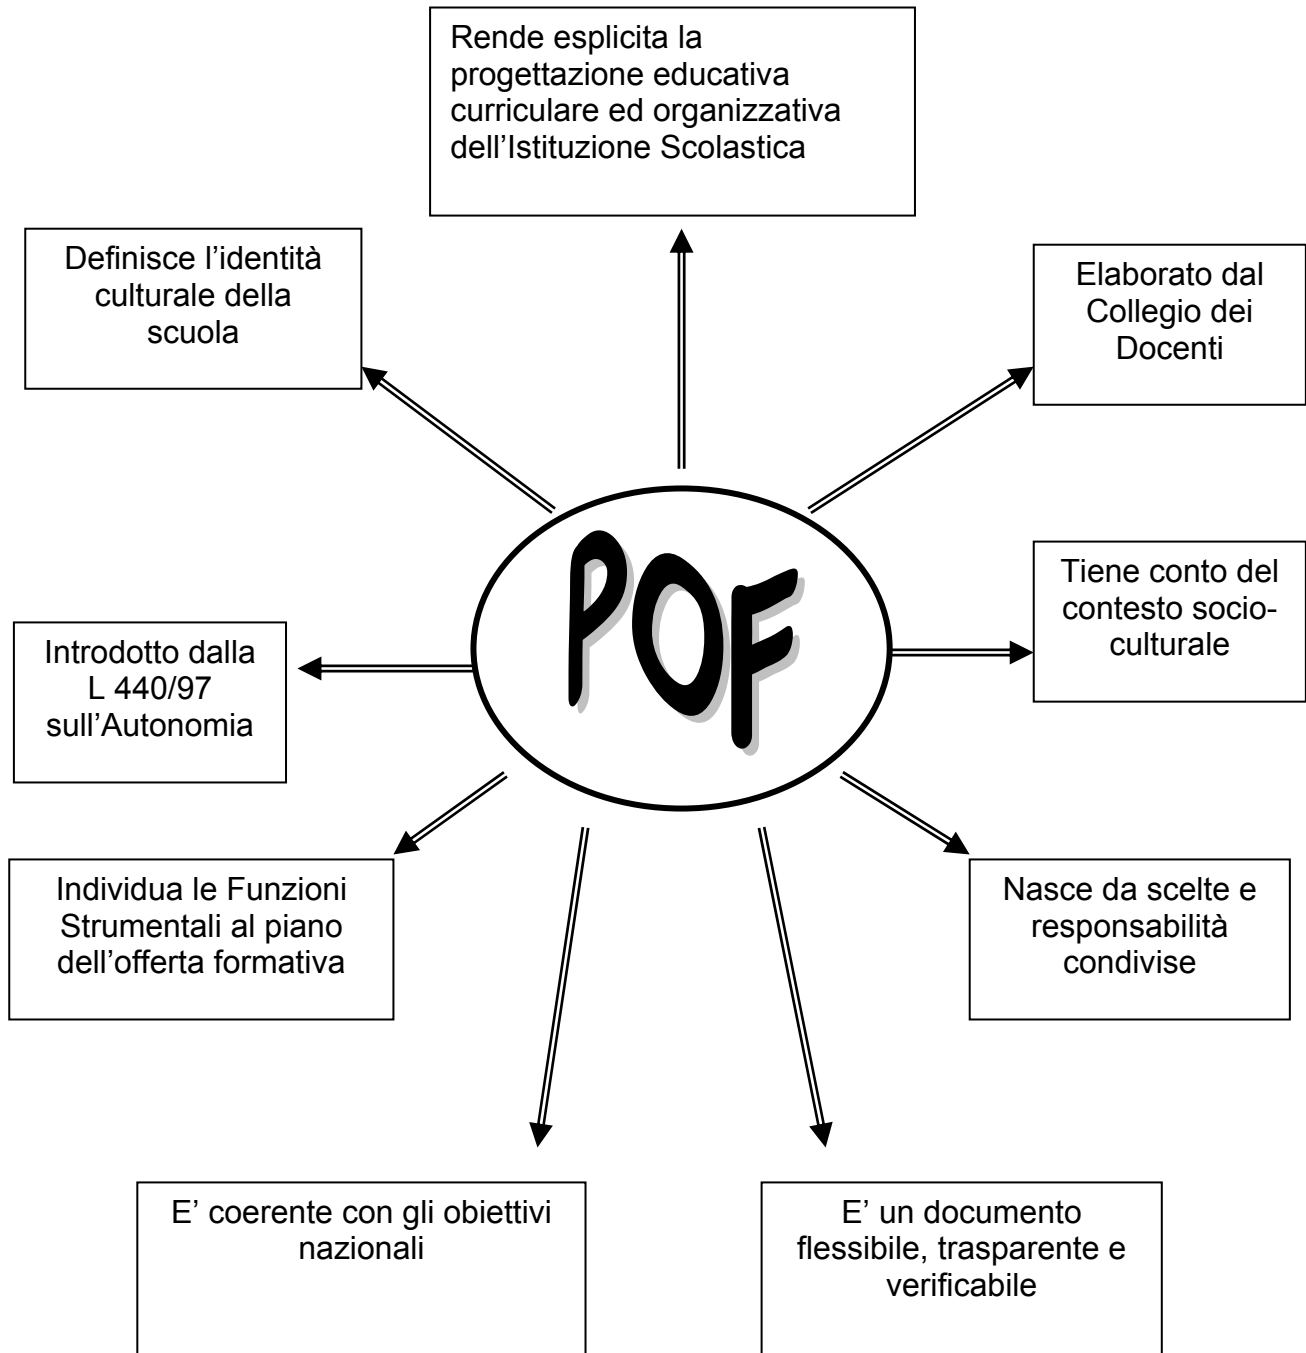 Rende esplicita la
progettazione educativa
curriculare ed organizzativa
dell’Istituzione Scolastica
Definisce l’identità
culturale della
scuola
Elaborato dal
Collegio dei
Docenti
POF
Tiene conto del
contesto socio-
culturale
Introdotto dalla
L 440/97
sull’Autonomia
Individua le Funzioni
Strumentali al piano
dell’offerta formativa
Nasce da scelte e
responsabilità
condivise
E’ coerente con gli obiettivi
nazionali
E’ un documento
flessibile, trasparente e
verificabile